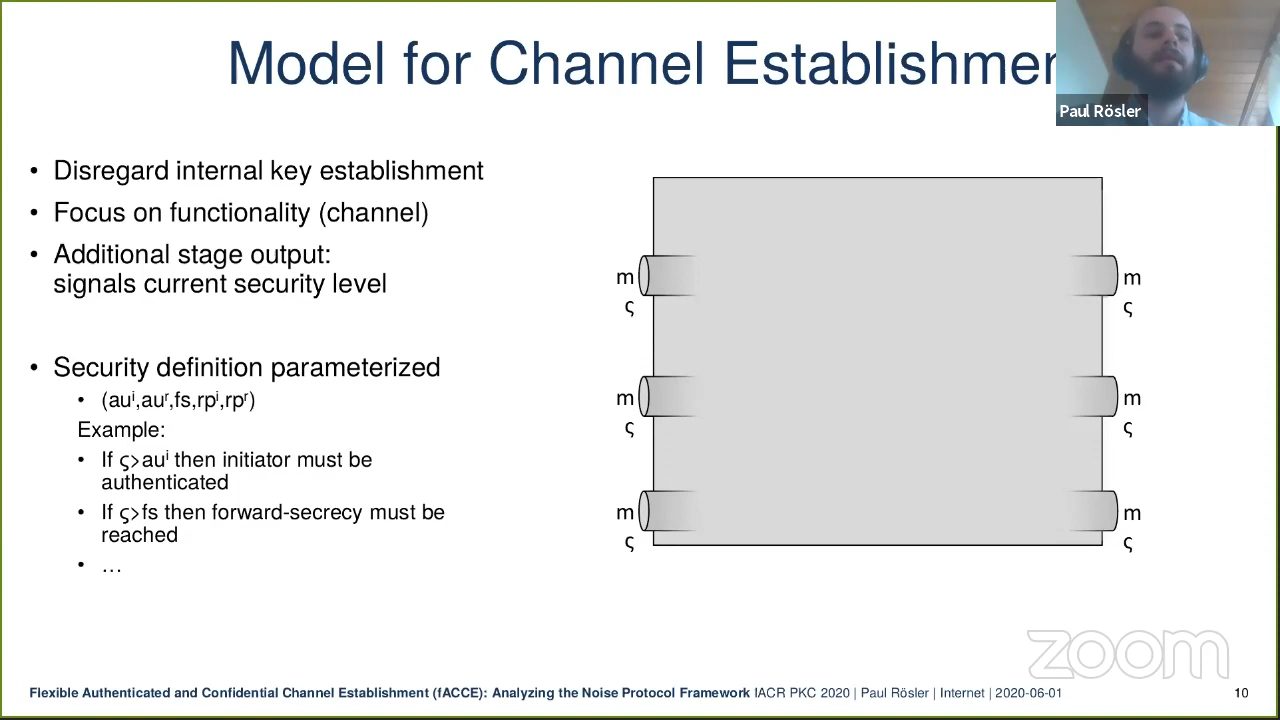 Model for Channel Establishmen
Paul Rösler
• Disregard internal key establishment
• Focus on functionality (channel)
• Additional stage output:
signals current security level
• Security definition parameterized
• (auⁱ,auʳ,fs,rpⁱ,rpʳ)
Example:
• If ς>auⁱ then initiator must be
authenticated
• If ς>fs then forward-secrecy must be
reached
• …
m
ς
m
ς
m
ς
m
ς
m
ς
m
ς
zoom
Flexible Authenticated and Confidential Channel Establishment (fACCE): Analyzing the Noise Protocol Framework IACR PKC 2020 | Paul Rösler | Internet | 2020-06-01
10